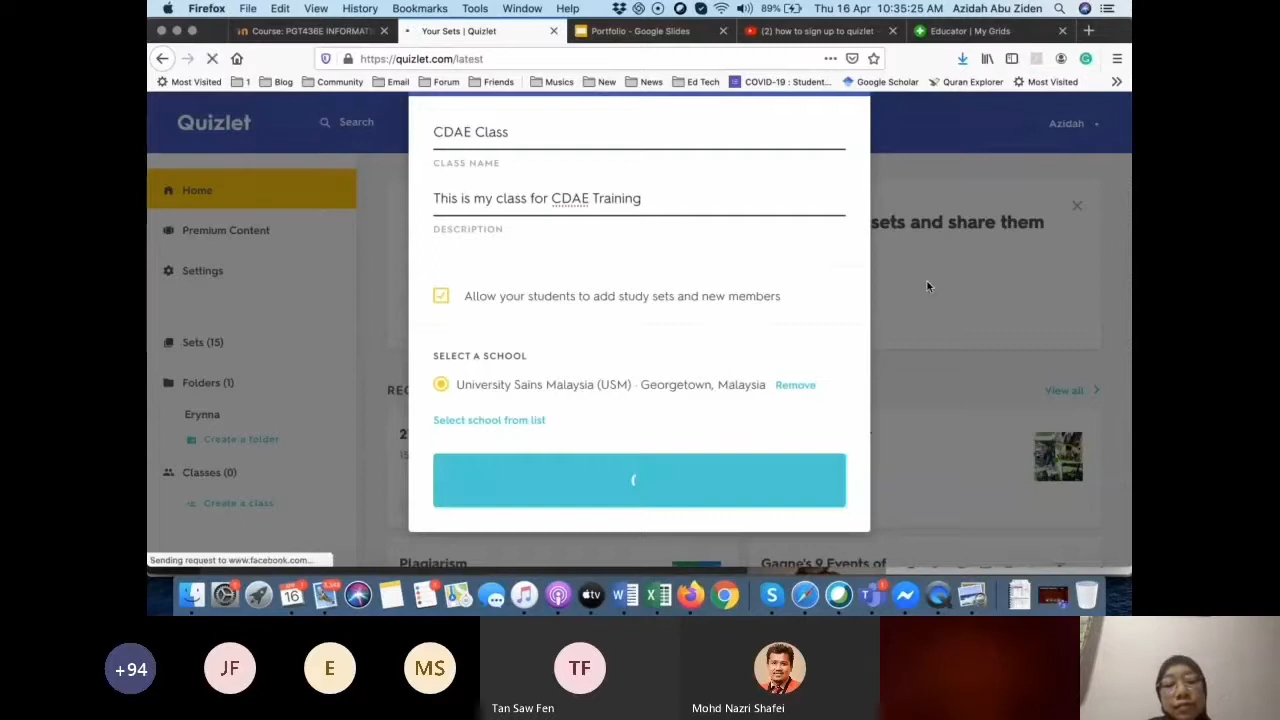 Firefox File Edit View History Bookmarks Tools Window Help 89% Thu 16 Apr 10:35:25 AM Azidah Abu Ziden
Course: PGT436E INFORMATI Your Sets | Quizlet Portfolio - Google Slides (2) how to sign up to quizlet - Educator | My Grids
https://quizlet.com/latest
Most Visited 1 Blog Community Email Forum Friends Musics New News Ed Tech COVID-19 : Student... Google Scholar Quran Explorer Most Visited
Quizlet Search Azidah
CDAE Class
CLASS NAME
Home
This is my class for CDAE Training
sets and share them
Premium Content
DESCRIPTION
Settings
Allow your students to add study sets and new members
Sets (15)
SELECT A SCHOOL
Folders (1)
University Sains Malaysia (USM) · Georgetown, Malaysia Remove
View all
Erynna
Select school from list
Create a folder
Classes (0)
Create a class
Sending request to www.facebook.com...
Plagiarism
Gagne's 9 Events of
APR
16
+94 JF E MS TF
Tan Saw Fen Mohd Nazri Shafei